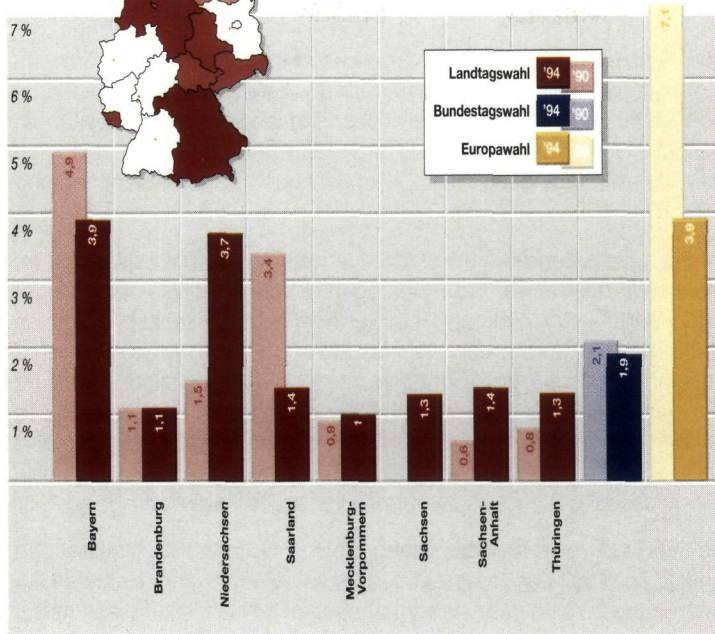 7 %
6 %
5 %
4 %
3 %
2 %
1 %
Landtagswahl '94 '90
Bundestagswahl '94 '90
Europawahl '94
4,9
3,9
1,1
1,1
1,5
3,7
3,4
1,4
0,9
1
1,3
0,6
1,4
0,8
1,3
2,1
1,9
7,1
3,9
Bayern
Brandenburg
Niedersachsen
Saarland
Mecklenburg-
Vorpommern
Sachsen
Sachsen-
Anhalt
Thüringen